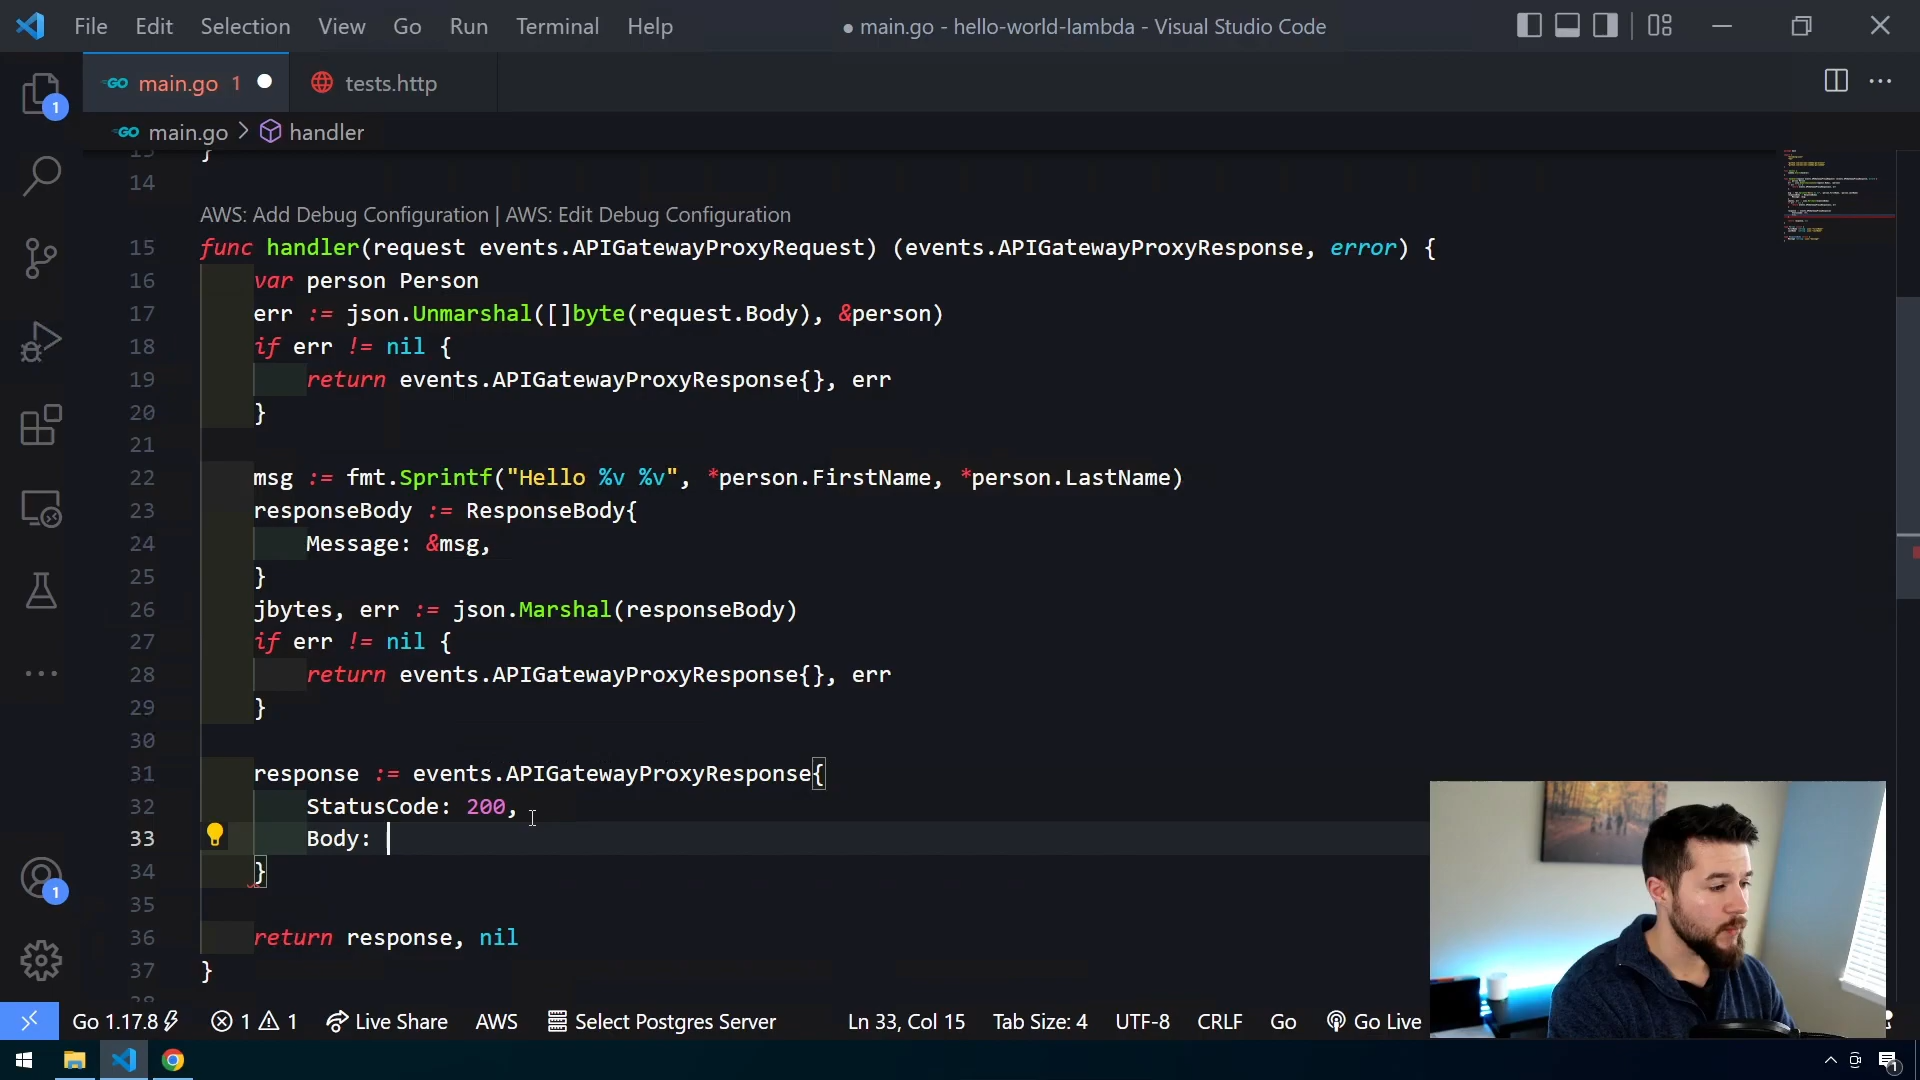 File Edit Selection View Go Run Terminal Help
● main.go - hello-world-lambda - Visual Studio Code
main.go 1 tests.http
main.go > handler
13 }
14
AWS: Add Debug Configuration | AWS: Edit Debug Configuration
15 func handler(request events.APIGatewayProxyRequest) (events.APIGatewayProxyResponse, error) {
16 var person Person
17 err := json.Unmarshal([]byte(request.Body), &person)
18 if err != nil {
19 return events.APIGatewayProxyResponse{}, err
20 }
21
22 msg := fmt.Sprintf("Hello %v %v", *person.FirstName, *person.LastName)
23 responseBody := ResponseBody{
24 Message: &msg,
25 }
26 jbytes, err := json.Marshal(responseBody)
27 if err != nil {
28 return events.APIGatewayProxyResponse{}, err
29 }
30
31 response := events.APIGatewayProxyResponse{
32 StatusCode: 200,
33 Body:
34 }
35
36 return response, nil
37 }
38
1
1
Go 1.17.8 1 1 Live Share AWS Select Postgres Server Ln 33, Col 15 Tab Size: 4 UTF-8 CRLF Go Go Live
1